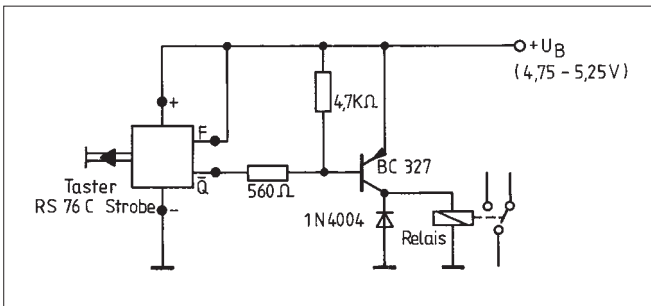 +U_B
(4,75 – 5,25V)
+
F
4,7KΩ
Q̅
BC 327
Taster
RS 76 C Strobe
-
560Ω
1N4004
Relais